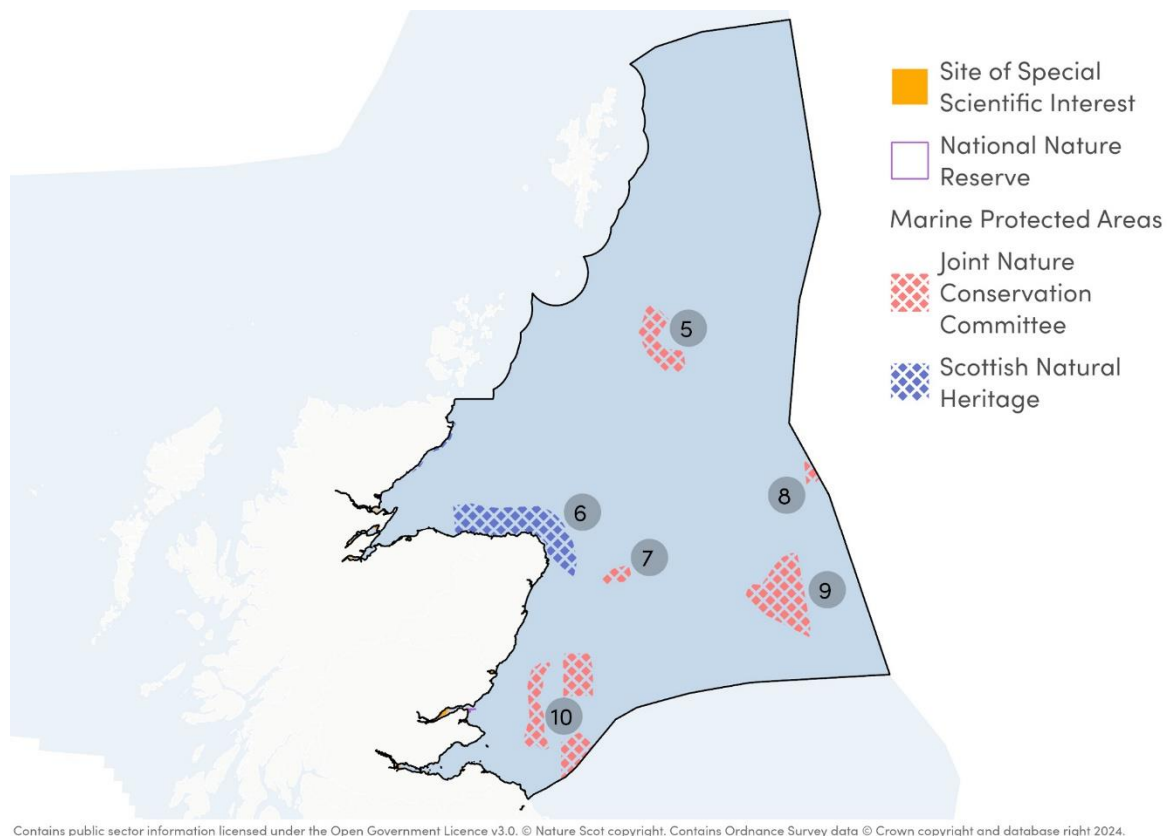 Site of Special
Scientific Interest
National Nature
Reserve
Marine Protected Areas
Joint Nature
Conservation
Committee
Scottish Natural
Heritage
5
6
7
8
9
10
Contains public sector information licensed under the Open Government Licence v3.0. © Nature Scot copyright. Contains Ordnance Survey data © Crown copyright and database right 2024.